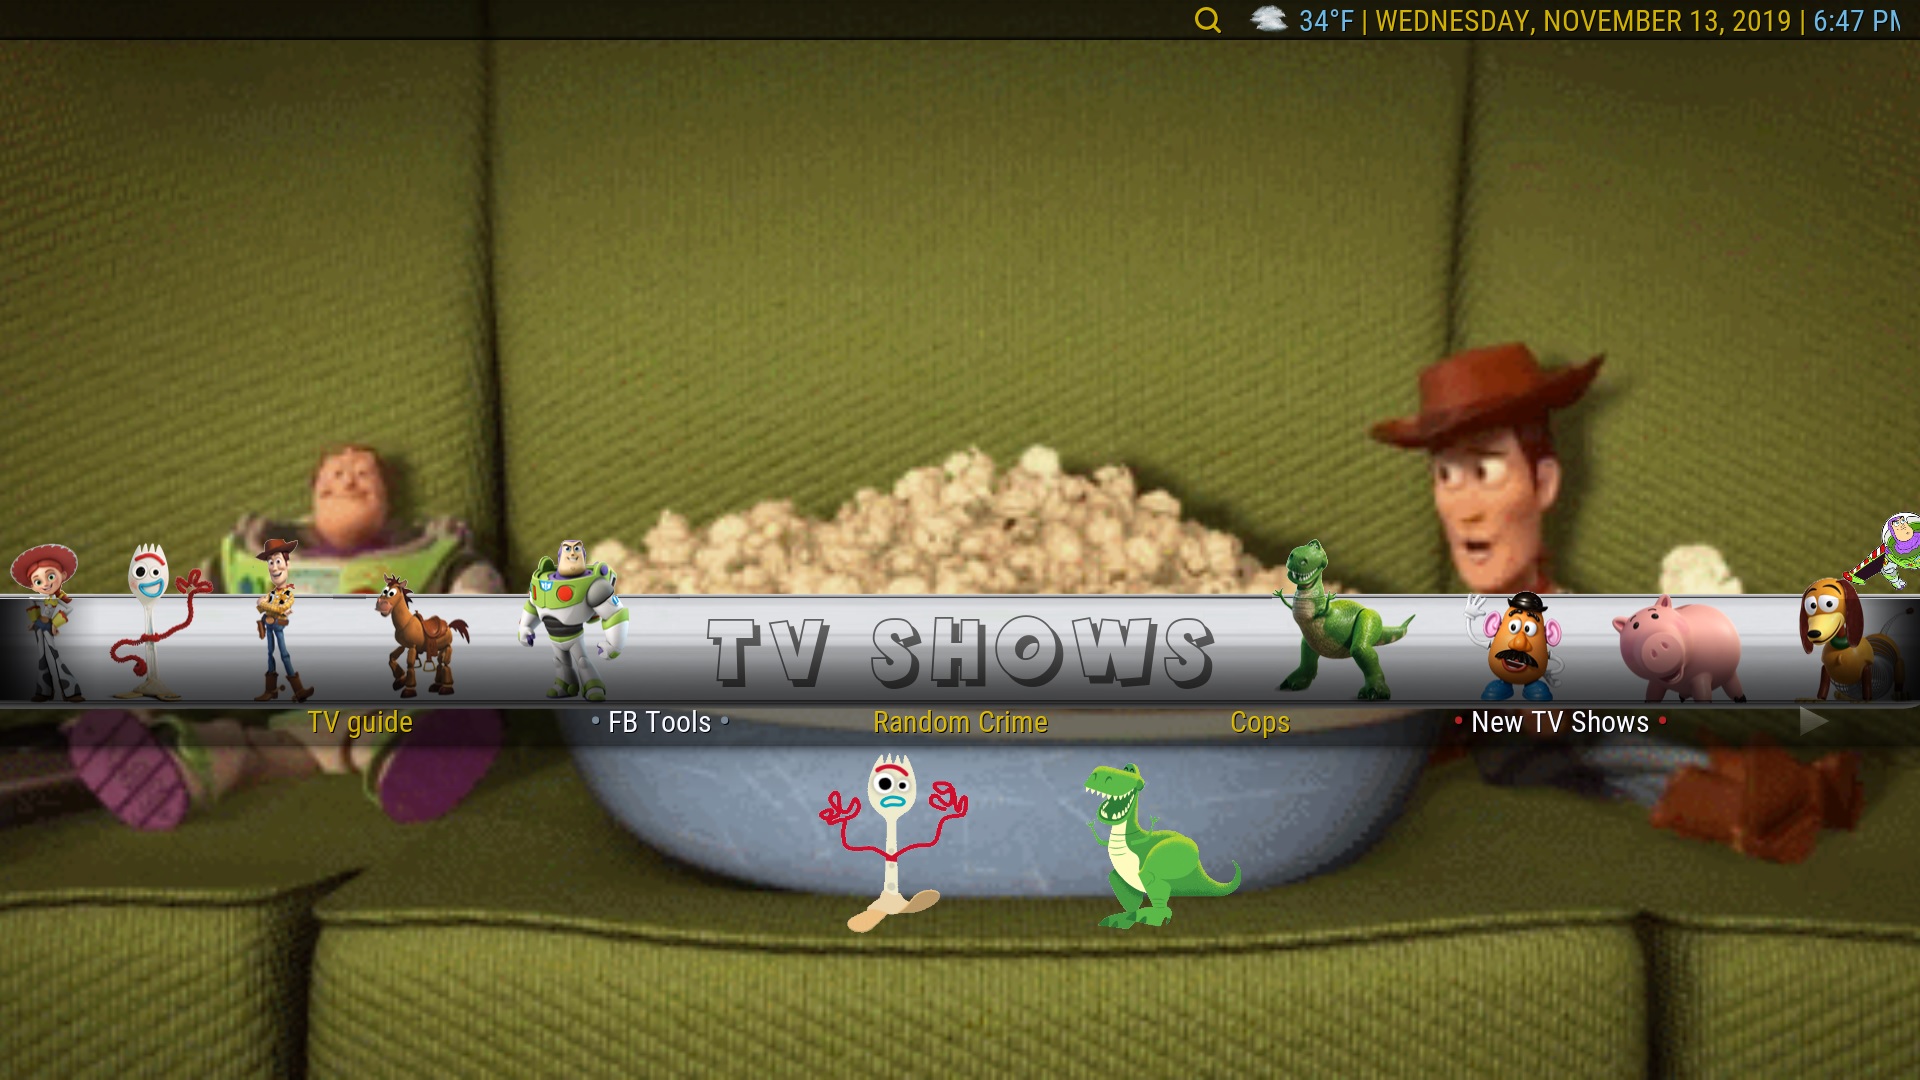 34°F | WEDNESDAY, NOVEMBER 13, 2019 | 6:47 PM
TV SHOWS
TV guide • FB Tools • Random Crime Cops • New TV Shows •